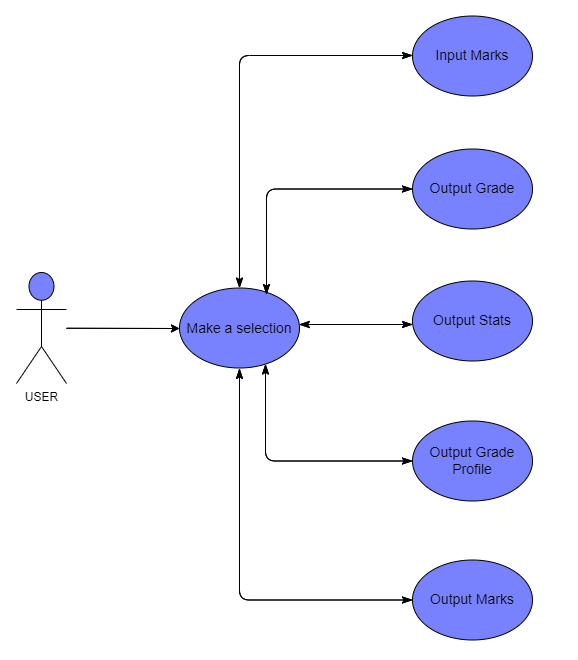 Input Marks
Output Grade
Output Stats
Make a selection
USER
Output Grade
Profile
Output Marks